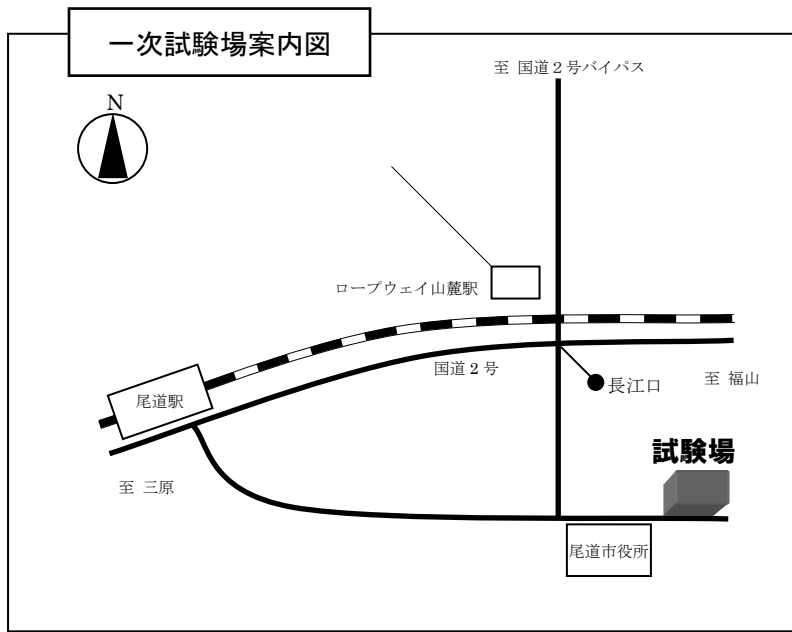 一次試験場案内図
至 国道２号バイパス
N
ロープウェイ山麓駅
国道２号
長江口
至 福山
尾道駅
試験場
至 三原
尾道市役所